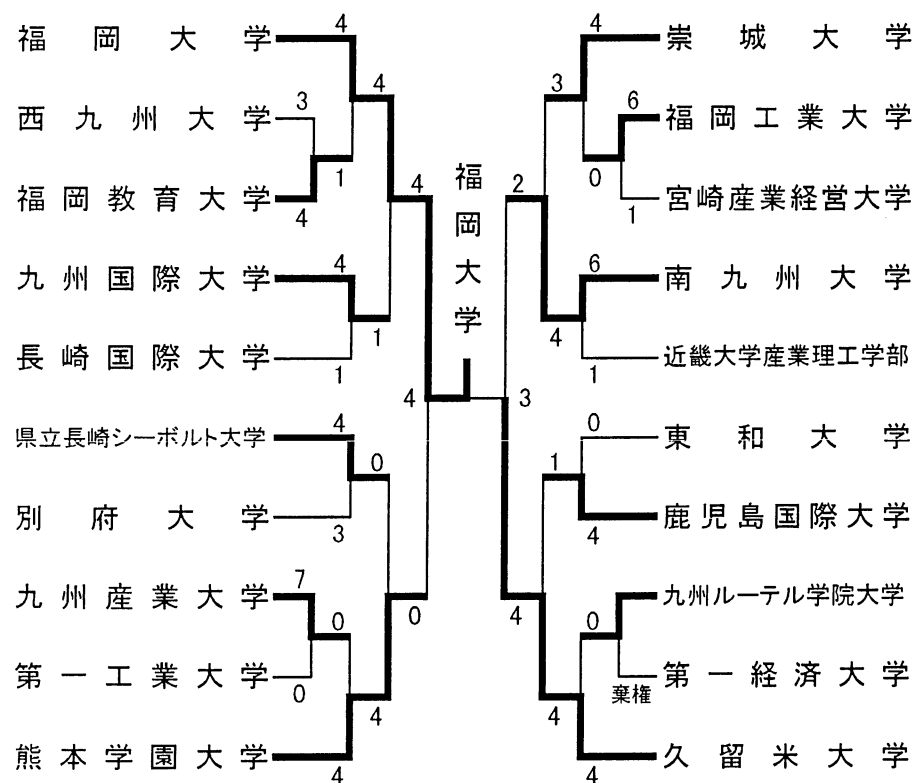 福岡大学
4
西九州大学
3
4
福岡教育大学
4
1
4
九州国際大学
4
1
長崎国際大学
1
県立長崎シーボルト大学
4
0
別府大学
3
4
九州産業大学
7
0
0
第一工業大学
0
4
熊本学園大学
4
福岡大学
崇城大学
4
3
福岡工業大学
6
0
宮崎産業経営大学
1
2
南九州大学
6
4
近畿大学産業理工学部
1
3
東和大学
0
1
鹿児島国際大学
4
九州ルーテル学院大学
0
4
第一経済大学
棄権
4
久留米大学
4